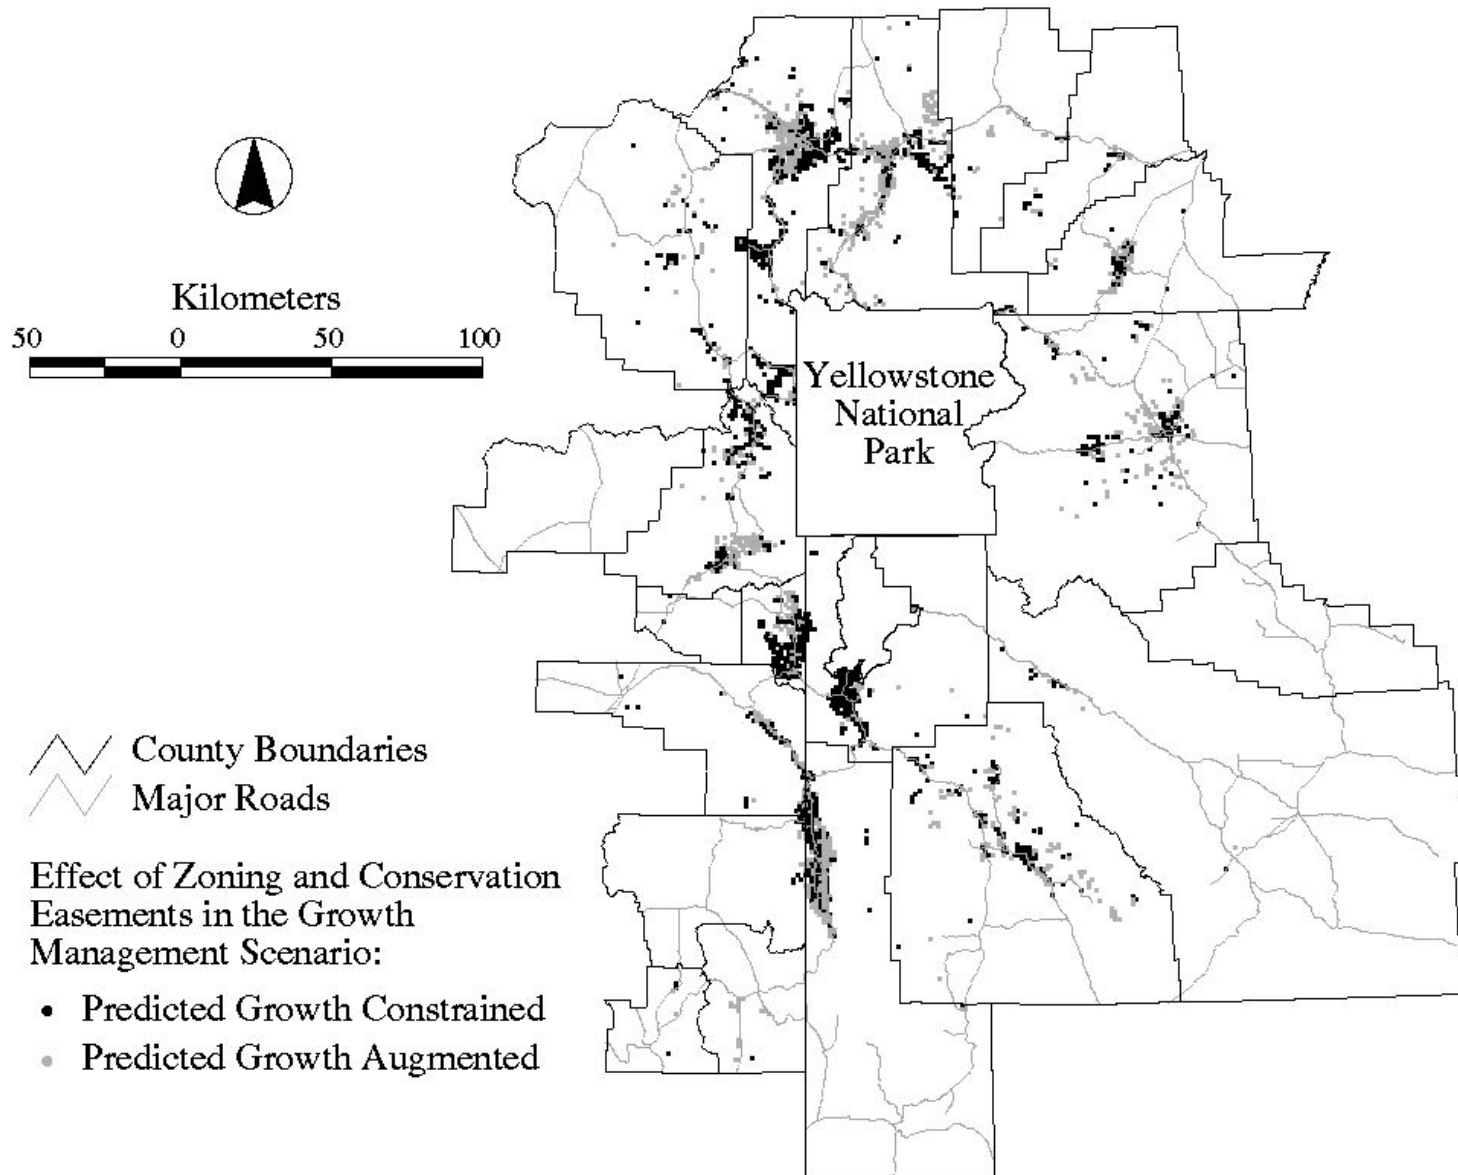 Kilometers
50 0 50 100
Yellowstone
National
Park
County Boundaries
Major Roads
Effect of Zoning and Conservation
Easements in the Growth
Management Scenario:
Predicted Growth Constrained
Predicted Growth Augmented